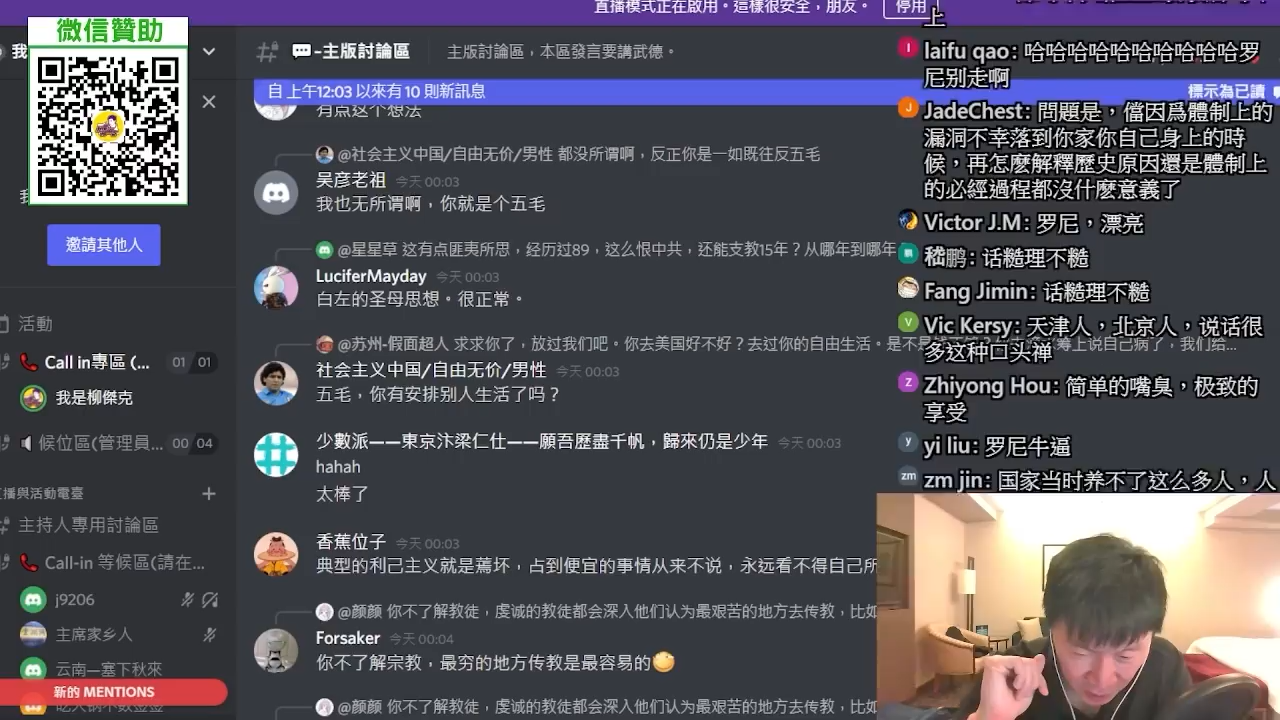 直播模式正在啟用。這樣很安全，朋友。
停用
微信贊助
我
邀請其他人
活動
Call in專區 (... 01 01
我是柳傑克
候位區(管理員... 00 04
直播與活動電臺
主持人專用討論區
Call-in 等候區(請在...
j9206
主席家乡人
云南—塞下秋來
新的 MENTIONS
-主版討論區
主版討論區，本區發言要講武德。
自 上午12:03 以來有 10 則新訊息
標示為已讀
有点这个想法
@社会主义中国/自由无价/男性 都没所谓啊，反正你是一如既往反五毛
吴彦老祖 今天 00:03
我也无所谓啊，你就是个五毛
@星星草 这有点匪夷所思，经历过89，这么恨中共，还能支教15年？从哪年到哪年
LuciferMayday 今天 00:03
白左的圣母思想。很正常。
@苏州-假面超人 求求你了，放过我们吧。你去美国好不好？去过你的自由生活。是不是
社会主义中国/自由无价/男性 今天 00:03
五毛，你有安排别人生活了吗？
少數派——東京汴梁仁仕——願吾歷盡千帆，歸來仍是少年 今天 00:03
hahah
太棒了
香蕉位子 今天 00:03
典型的利己主义就是蔫坏，占到便宜的事情从来不说，永远看不得自己所
@颜颜 你不了解教徒，虔诚的教徒都会深入他们认为最艰苦的地方去传教，比如
Forsaker 今天 00:04
你不了解宗教，最穷的地方传教是最容易的
@颜颜 你不了解教徒，虔诚的教徒都会深入他们认为最艰苦的地方去传教，比如
上
laifu qao: 哈哈哈哈哈哈哈哈哈哈罗
尼别走啊
JadeChest: 問題是，儅因爲體制上的
漏洞不幸落到你家你自己身上的時
候，再怎麽解釋歷史原因還是體制上
的必經過程都沒什麽意義了
Victor J.M: 罗尼，漂亮
嵇鹏: 话糙理不糙
Fang Jimin: 话糙理不糙
Vic Kersy: 天津人，北京人，说话很
多这种口头禅
Zhiyong Hou: 简单的嘴臭，极致的
享受
yi liu: 罗尼牛逼
zm jin: 国家当时养不了这么多人，人